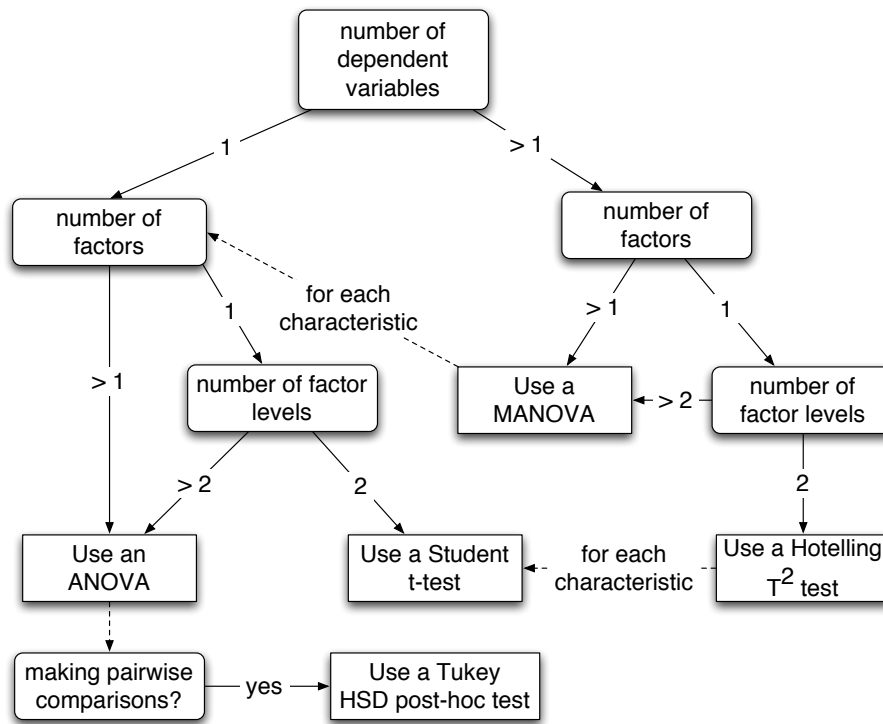 number of
dependent
variables
1
> 1
number of
factors
number of
factors
for each
characteristic
> 1
1
1
> 1
number of factor
levels
Use a
MANOVA
> 2
number of
factor levels
> 2
2
2
Use an
ANOVA
Use a Student
t-test
for each
characteristic
Use a Hotelling
T² test
making pairwise
comparisons?
yes
Use a Tukey
HSD post-hoc test